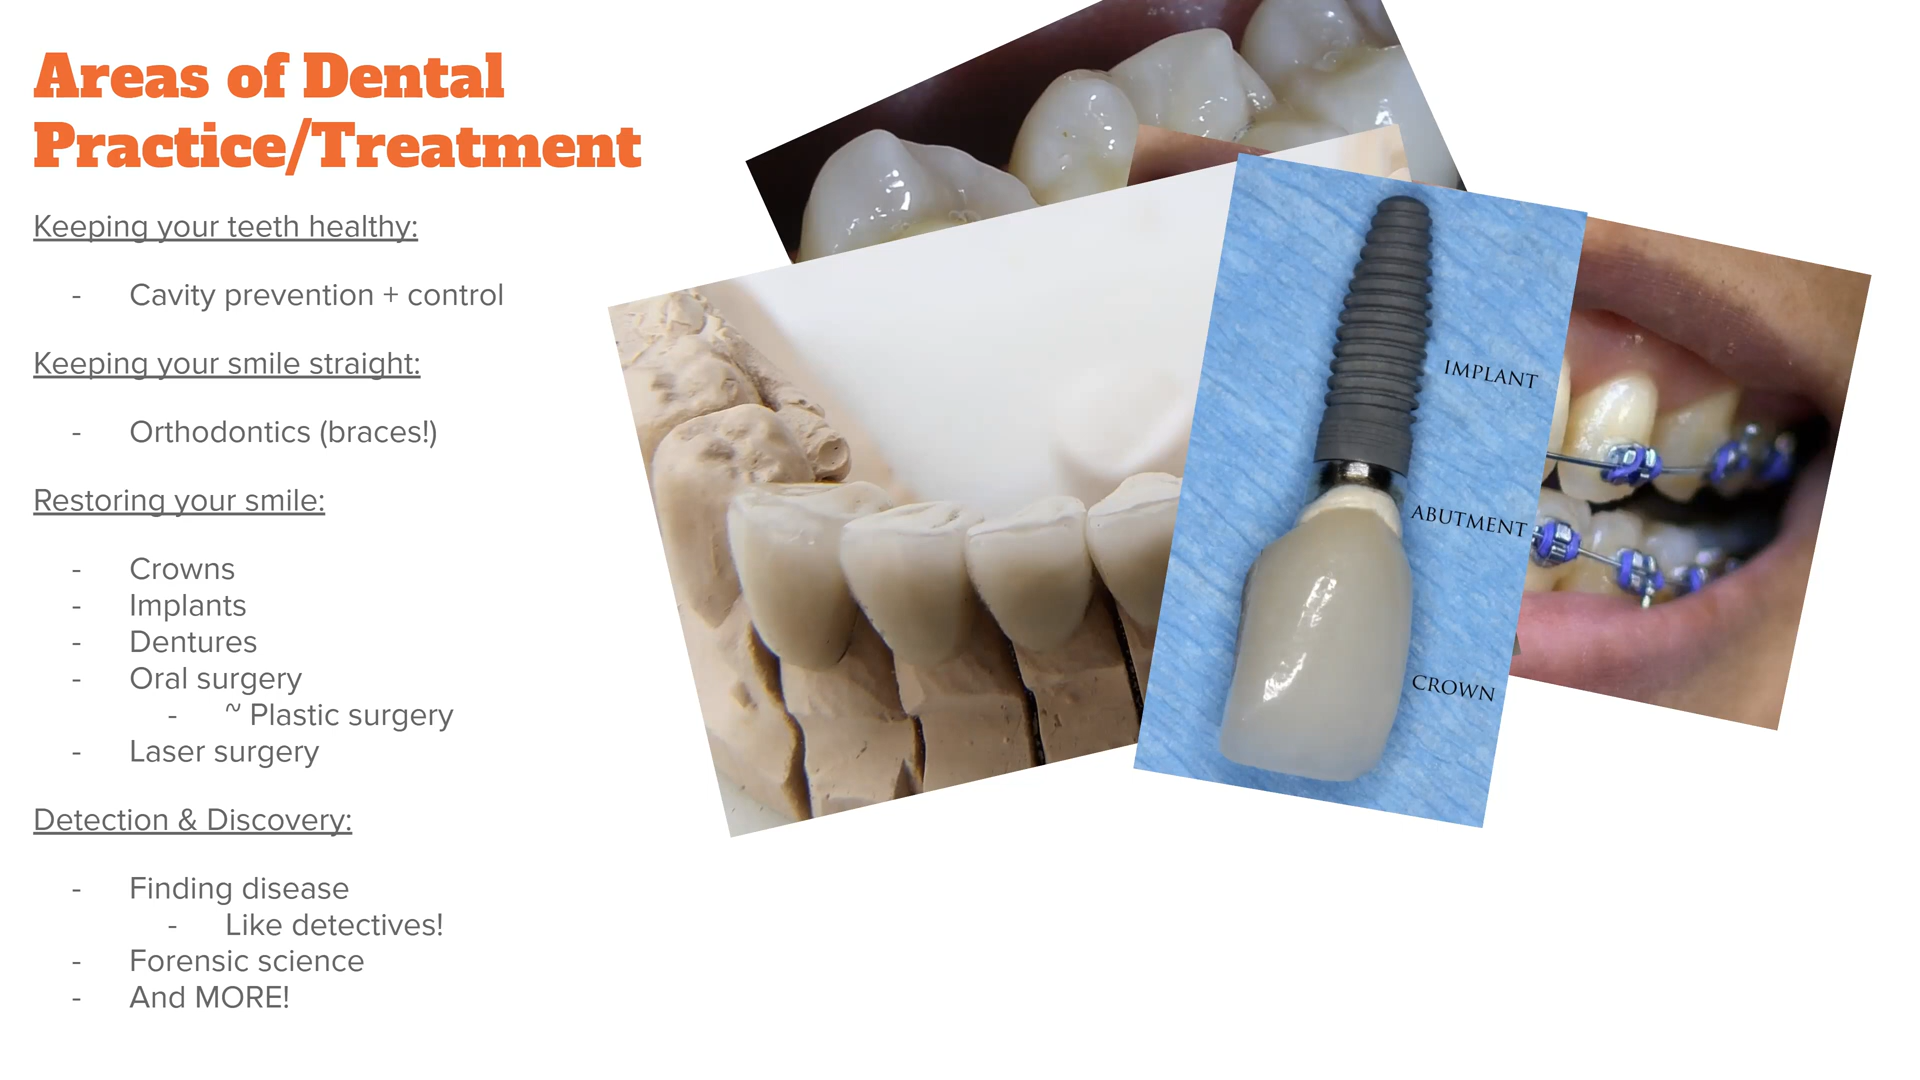 Areas of Dental
Practice/Treatment
Keeping your teeth healthy:
- Cavity prevention + control
Keeping your smile straight:
- Orthodontics (braces!)
Restoring your smile:
- Crowns
- Implants
- Dentures
- Oral surgery
- ~ Plastic surgery
- Laser surgery
Detection & Discovery:
- Finding disease
- Like detectives!
- Forensic science
- And MORE!
IMPLANT
ABUTMENT
CROWN